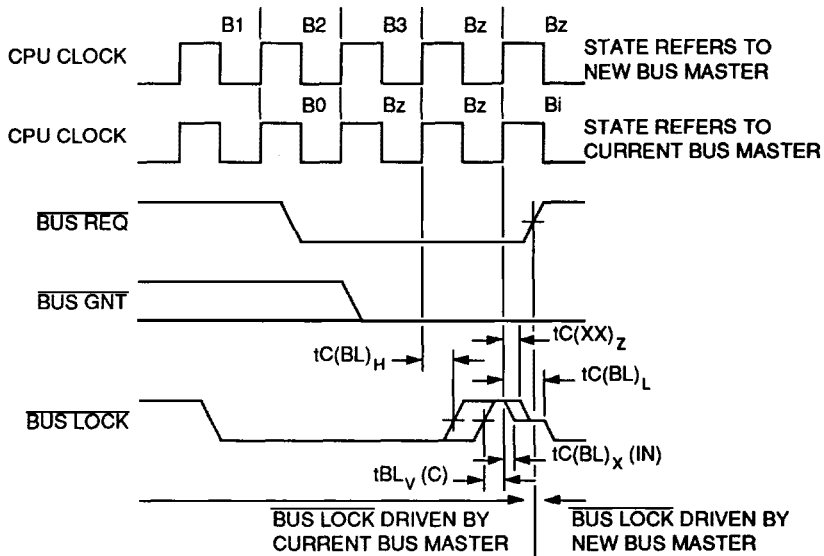 B1 B2 B3 Bz Bz
CPU CLOCK
STATE REFERS TO
NEW BUS MASTER
B0 Bz Bz Bi
CPU CLOCK
STATE REFERS TO
CURRENT BUS MASTER
BUS REQ
BUS GNT
tC(XX)Z
tC(BL)H
tC(BL)L
BUS LOCK
tC(BL)X (IN)
tBLV (C)
BUS LOCK DRIVEN BY
CURRENT BUS MASTER
BUS LOCK DRIVEN BY
NEW BUS MASTER